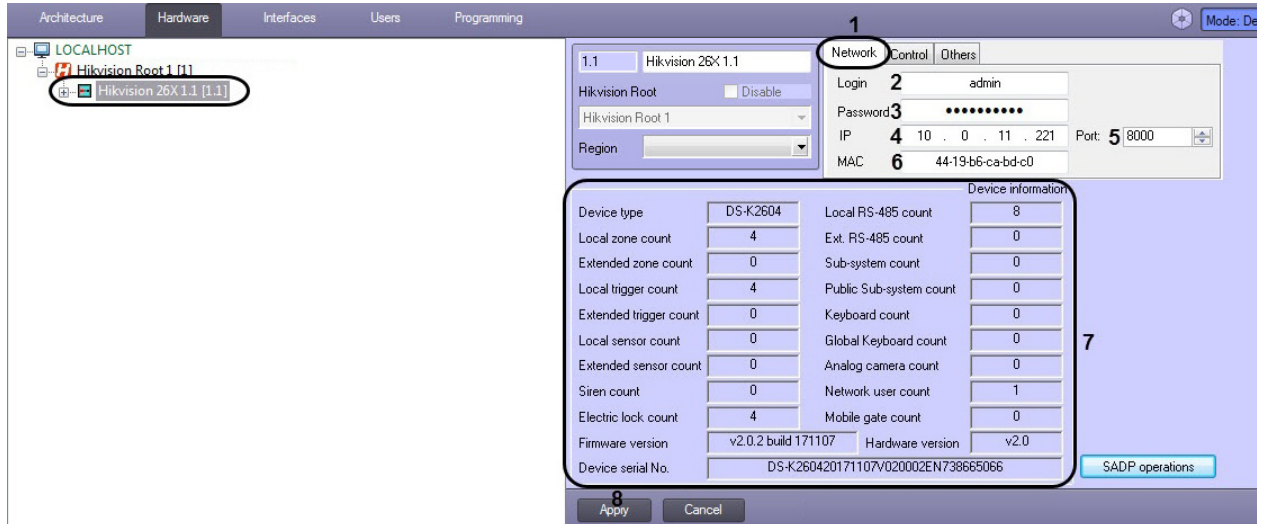 Architecture Hardware Interfaces Users Programming 1 Mode: De
LOCALHOST
Hikvision Root 1 [1]
Hikvision 26X 1.1 [1.1]
1.1 Hikvision 26X 1.1
Hikvision Root Disable
Hikvision Root 1
Region
Network Control Others
Login 2 admin
Password 3 ••••••••••
IP 4 10 . 0 . 11 . 221 Port: 5 8000
MAC 6 44-19-b6-ca-bd-c0
Device information
Device type DS-K2604 Local RS-485 count 8
Local zone count 4 Ext. RS-485 count 0
Extended zone count 0 Sub-system count 0
Local trigger count 4 Public Sub-system count 0
Extended trigger count 0 Keyboard count 0
Local sensor count 0 Global Keyboard count 0 7
Extended sensor count 0 Analog camera count 0
Siren count 0 Network user count 1
Electric lock count 4 Mobile gate count 0
Firmware version v2.0.2 build 171107 Hardware version v2.0
Device serial No. DS-K260420171107V020002EN738665066 SADP operations
8
Apply Cancel